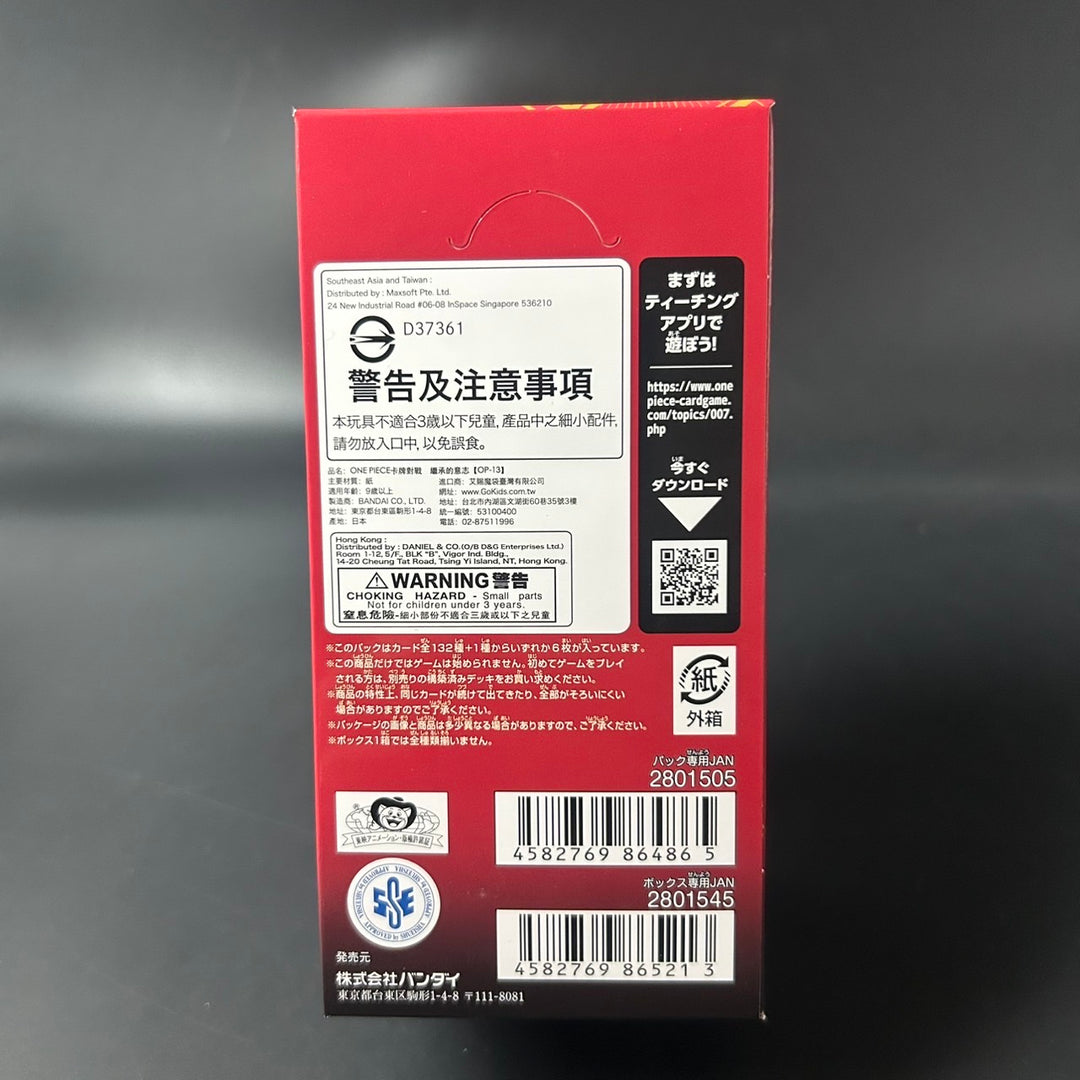 Southeast Asia and Taiwan :
Distributed by : Maxsoft Pte. Ltd.
24 New Industrial Road #06-08 InSpace Singapore 536210
D37361
警告及注意事項
本玩具不適合3歲以下兒童, 產品中之細小配件,
請勿放入口中, 以免誤食。
品名: ONE PIECE卡牌對戰 繼承的意志【OP-13】
主要材質: 紙 進口商: 艾賜魔袋臺灣有限公司
適用年齡: 9歲以上 網址: www.GoKids.com.tw
製造商: BANDAI CO., LTD. 地址: 台北市內湖區文湖街60巷35號3樓
地址: 東京都台東區駒形1-4-8 統一編號: 53100400
產地: 日本 電話: 02-87511996
Hong Kong :
Distributed by : DANIEL & CO.(O/B D&G Enterprises Ltd.)
Room 1-12, 5/F., BLK "B", Vigor Ind. Bldg.,
14-20 Cheung Tat Road, Tsing Yi Island, NT, Hong Kong.
WARNING 警告
CHOKING HAZARD - Small parts
Not for children under 3 years.
窒息危險-細小部份不適合三歲或以下之兒童
まずは
ティーチング
アプリで
遊ぼう!
https://www.one
piece-cardgame.
com/topics/007.
php
今すぐ
ダウンロード
※このパックはカード全132種+1種からいずれか6枚が入っています。
※この商品だけではゲームは始められません。初めてゲームをプレイ
される方は、別売りの構築済みデッキをお買い求めください。
※商品の特性上、同じカードが続けて出てきたり、全部がそろいにくい
場合がありますのでご了承ください。
※パッケージの画像と商品は多少異なる場合がありますので、ご了承ください。
※ボックス1箱では全種類揃いません。
紙
外箱
パック専用JAN
2801505
4582769 86486 5
ボックス専用JAN
2801545
4582769 86521 3
東映アニメーション・版権許諾証
SSE
APPROVED by SHUEISHA
発売元
株式会社バンダイ
東京都台東区駒形1-4-8 〒111-8081